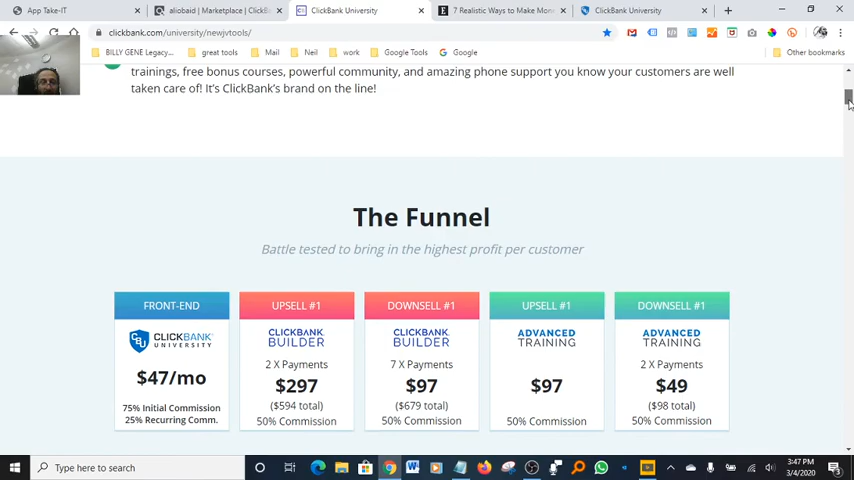 App Take-IT
aliobaid | Marketplace | ClickB
ClickBank University
7 Realistic Ways to Make Mone
ClickBank University
clickbank.com/university/newjvtools/
BILLY GENE Legacy...
great tools
Mail
Neil
work
Google Tools
Google
Other bookmarks
trainings, free bonus courses, powerful community, and amazing phone support you know your customers are well
taken care of! It's ClickBank's brand on the line!
The Funnel
Battle tested to bring in the highest profit per customer
FRONT-END
CBU CLICKBANK UNIVERSITY
$47/mo
75% Initial Commission
25% Recurring Comm.
UPSELL #1
CLICKBANK
BUILDER
2 X Payments
$297
($594 total)
50% Commission
DOWNSELL #1
CLICKBANK
BUILDER
7 X Payments
$97
($679 total)
50% Commission
UPSELL #1
ADVANCED
TRAINING
$97
50% Commission
DOWNSELL #1
ADVANCED
TRAINING
2 X Payments
$49
($98 total)
50% Commission
Type here to search
3:47 PM
3/4/2020
3